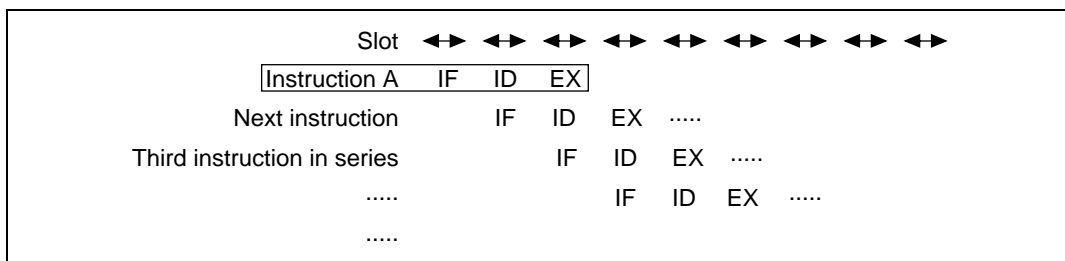 Slot
Instruction A IF ID EX
Next instruction IF ID EX .....
Third instruction in series IF ID EX .....
..... IF ID EX .....
.....